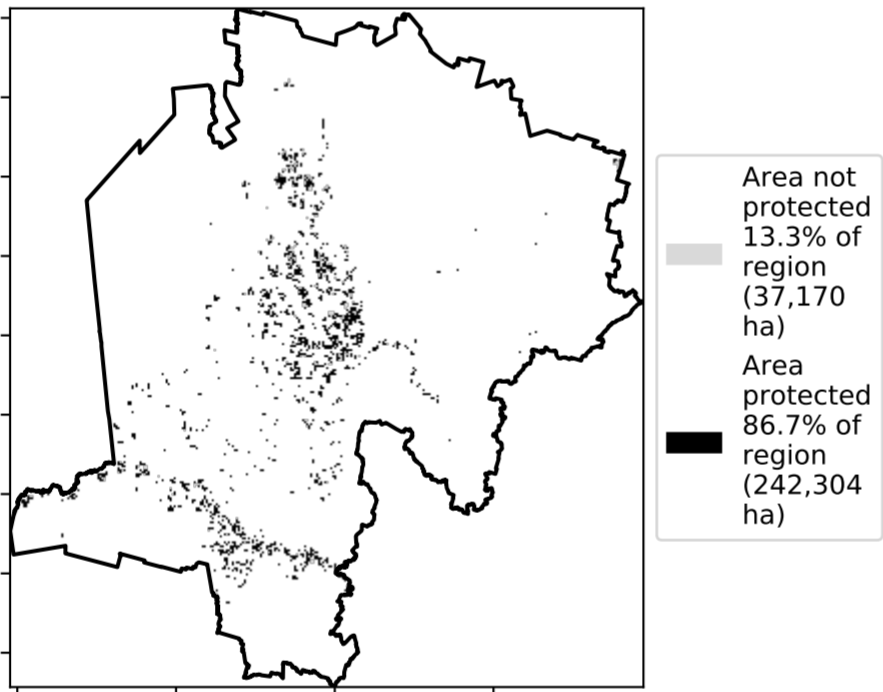 Area not
protected
13.3% of
region
(37,170
ha)
Area
protected
86.7% of
region
(242,304
ha)